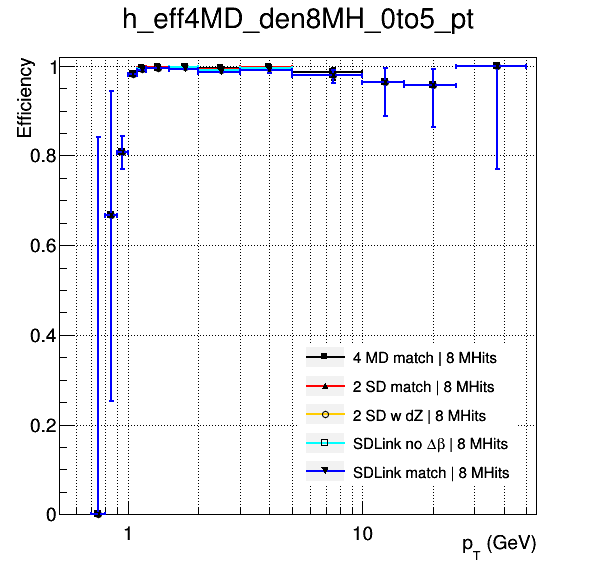 h_eff4MD_den8MH_0to5_pt
Efficiency
1
0.8
0.6
0.4
0.2
0
4 MD match | 8 MHits
2 SD match | 8 MHits
2 SD w dZ | 8 MHits
SDLink no Δβ | 8 MHits
SDLink match | 8 MHits
1 10
p_T (GeV)